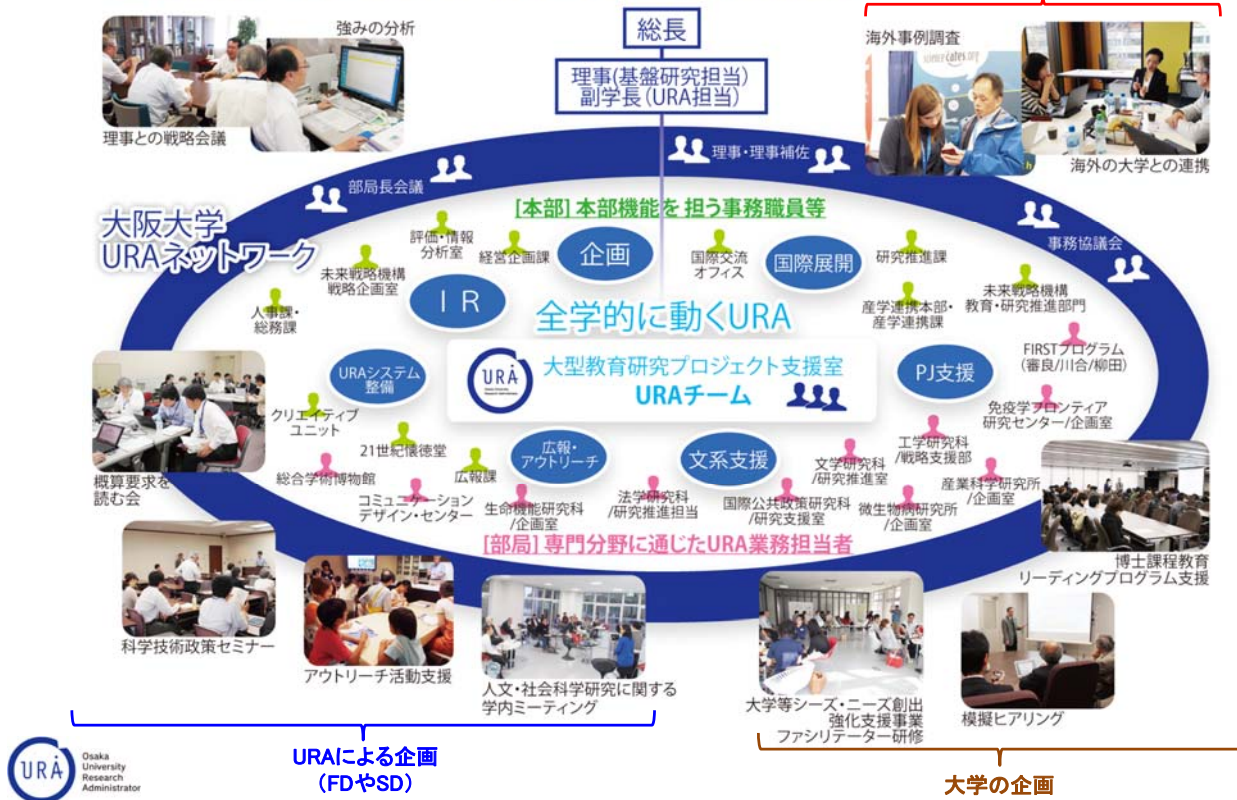 強みの分析
総長
海外事例調査
理事(基盤研究担当)
副学長(URA担当)
理事との戦略会議
海外の大学との連携
理事・理事補佐
部局長会議
事務協議会
大阪大学
URAネットワーク
[本部] 本部機能を 担う事務職員等
評価・情報
分析室
経営企画課
企画
国際交流
オフィス
国際展開
研究推進課
未来戦略機構
戦略企画室
IR
人事課・
総務課
未来戦略機構
教育・研究推進部門
産学連携本部・
産学連携課
全学的に動くURA
FIRSTプログラム
(審良/川合/柳田)
URAシステム
整備
URA
Osaka University
Research Administrator
大型教育研究プロジェクト支援室
URAチーム
PJ支援
免疫学フロンティア
研究センター/企画室
クリエイティブ
ユニット
21世紀懐徳堂
広報・
アウトリーチ
文系支援
工学研究科
/戦略支援部
総合学術博物館
広報課
文学研究科
/研究推進室
産業科学研究所
/企画室
概算要求を
読む会
コミュニケーション
デザイン・センター
生命機能研究科
/企画室
法学研究科
/研究推進担当
国際公共政策研究科
/研究支援室
微生物病研究所
/企画室
[部局] 専門分野に通じたURA業務担当者
博士課程教育
リーディングプログラム支援
科学技術政策セミナー
アウトリーチ活動支援
人文・社会科学研究に関する
学内ミーティング
大学等シーズ・ニーズ創出
強化支援事業
ファシリテーター研修
模擬ヒアリング
URA
Osaka
University
Research
Administrator
URAによる企画
(FDやSD)
大学の企画